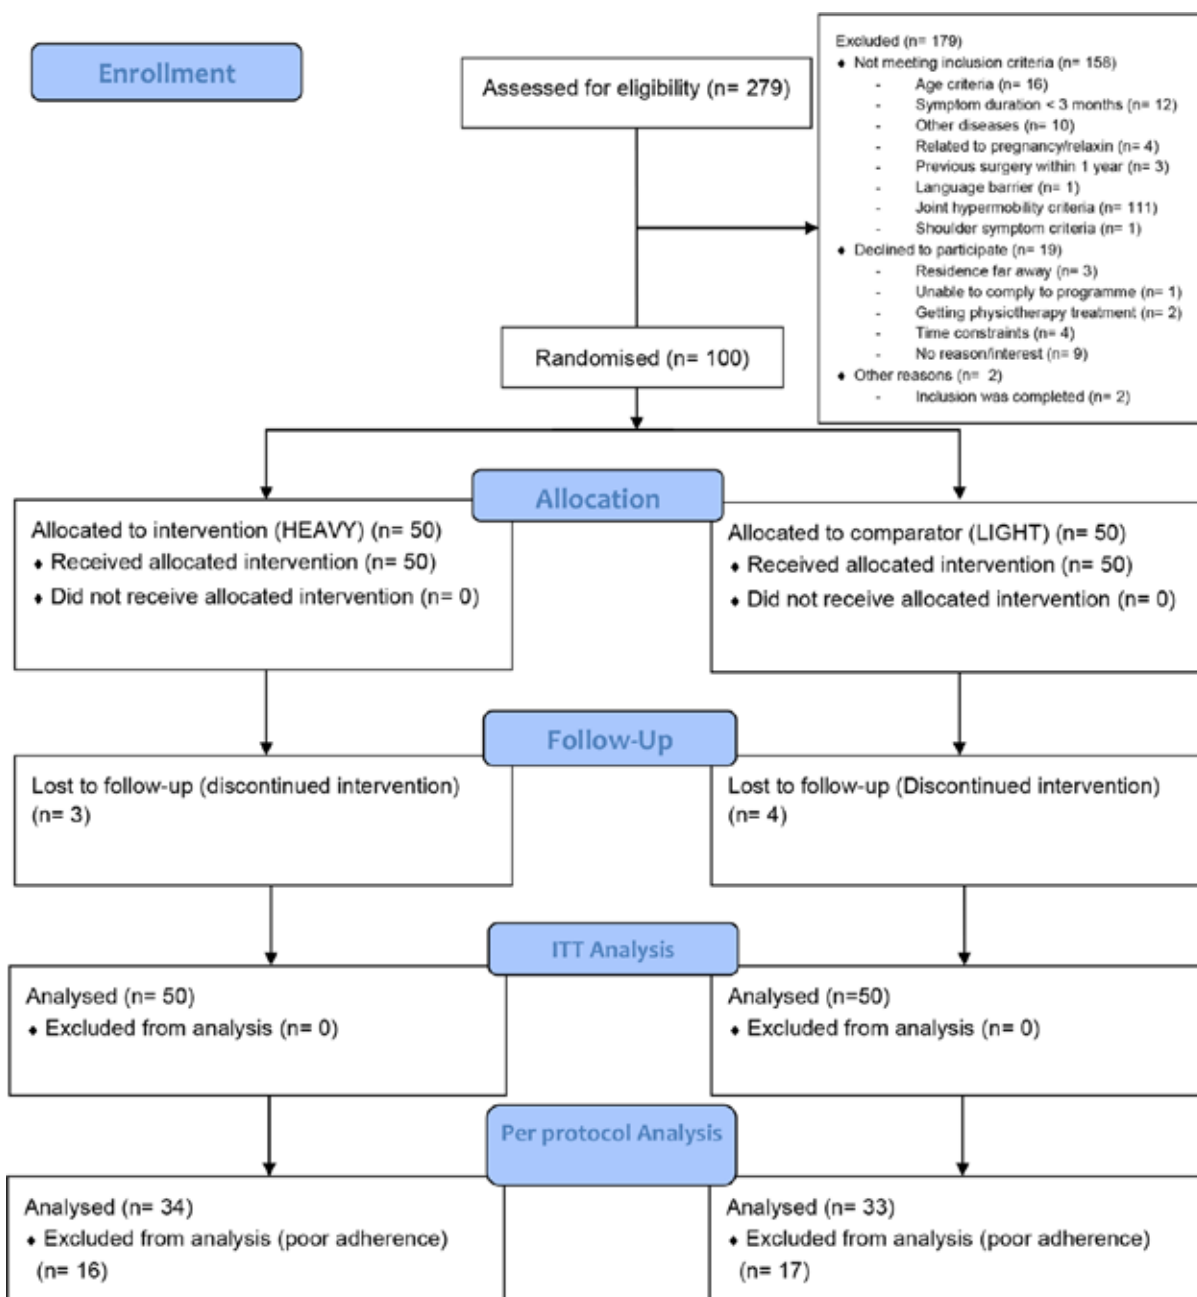 Enrollment
Assessed for eligibility (n= 279)
Excluded (n= 179)
♦ Not meeting inclusion criteria (n= 158)
- Age criteria (n= 16)
- Symptom duration < 3 months (n= 12)
- Other diseases (n= 10)
- Related to pregnancy/relaxin (n= 4)
- Previous surgery within 1 year (n= 3)
- Language barrier (n= 1)
- Joint hypermobility criteria (n= 111)
- Shoulder symptom criteria (n= 1)
♦ Declined to participate (n= 19)
- Residence far away (n= 3)
- Unable to comply to programme (n= 1)
- Getting physiotherapy treatment (n= 2)
- Time constraints (n= 4)
- No reason/interest (n= 9)
♦ Other reasons (n= 2)
- Inclusion was completed (n= 2)
Randomised (n= 100)
Allocation
Allocated to intervention (HEAVY) (n= 50)
♦ Received allocated intervention (n= 50)
♦ Did not receive allocated intervention (n= 0)
Allocated to comparator (LIGHT) (n= 50)
♦ Received allocated intervention (n= 50)
♦ Did not receive allocated intervention (n= 0)
Follow-Up
Lost to follow-up (discontinued intervention)
(n= 3)
Lost to follow-up (Discontinued intervention)
(n= 4)
ITT Analysis
Analysed (n= 50)
♦ Excluded from analysis (n= 0)
Analysed (n=50)
♦ Excluded from analysis (n= 0)
Per protocol Analysis
Analysed (n= 34)
♦ Excluded from analysis (poor adherence)
(n= 16)
Analysed (n= 33)
♦ Excluded from analysis (poor adherence)
(n= 17)